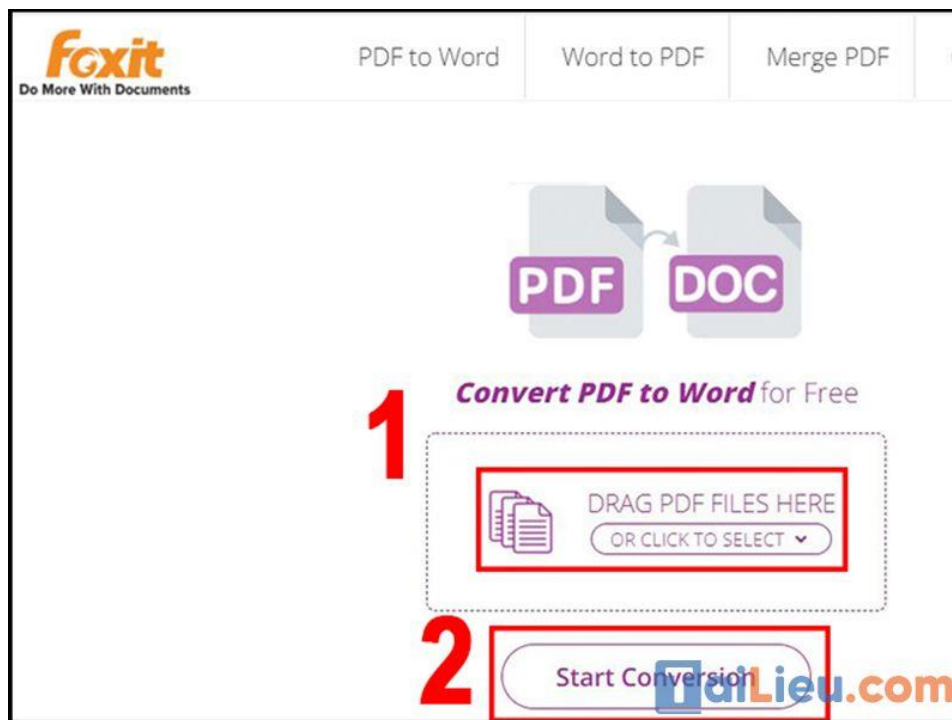 Foxit
Do More With Documents
PDF to Word
Word to PDF
Merge PDF
PDF
DOC
Convert PDF to Word for Free
1
DRAG PDF FILES HERE
OR CLICK TO SELECT
2
Start Conversion
TaiLieu.com